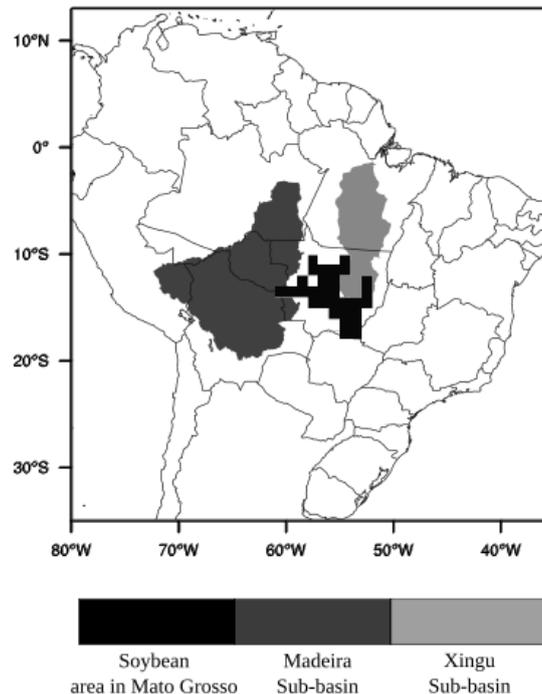 10°N
0°
10°S
20°S
30°S
80°W 70°W 60°W 50°W 40°W
Soybean Madeira Xingu
area in Mato Grosso Sub-basin Sub-basin